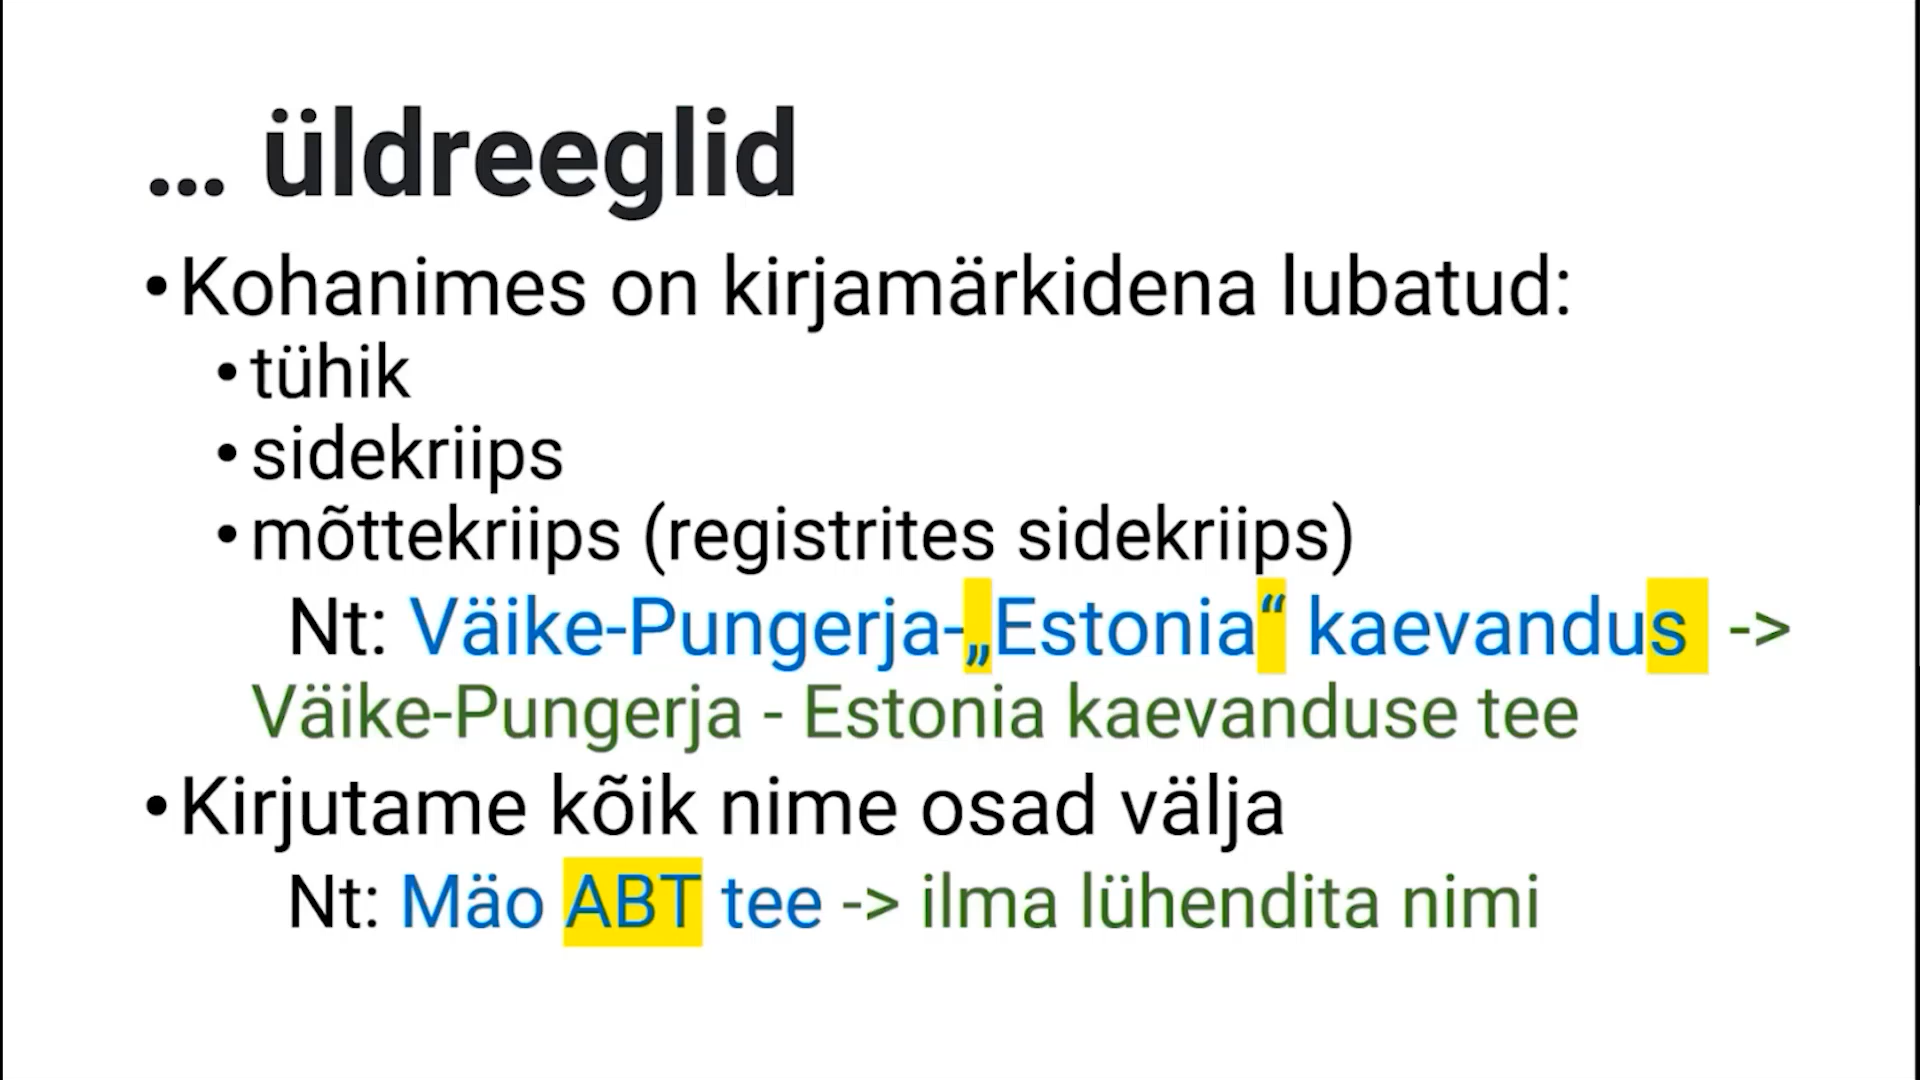 … üldreeglid
•Kohanimes on kirjamärkidena lubatud:
•tühik
•sidekriips
•mõttekriips (registrites sidekriips)
Nt: Väike-Pungerja-„Estonia“ kaevandus ->
Väike-Pungerja - Estonia kaevanduse tee
•Kirjutame kõik nime osad välja
Nt: Mäo ABT tee -> ilma lühendita nimi